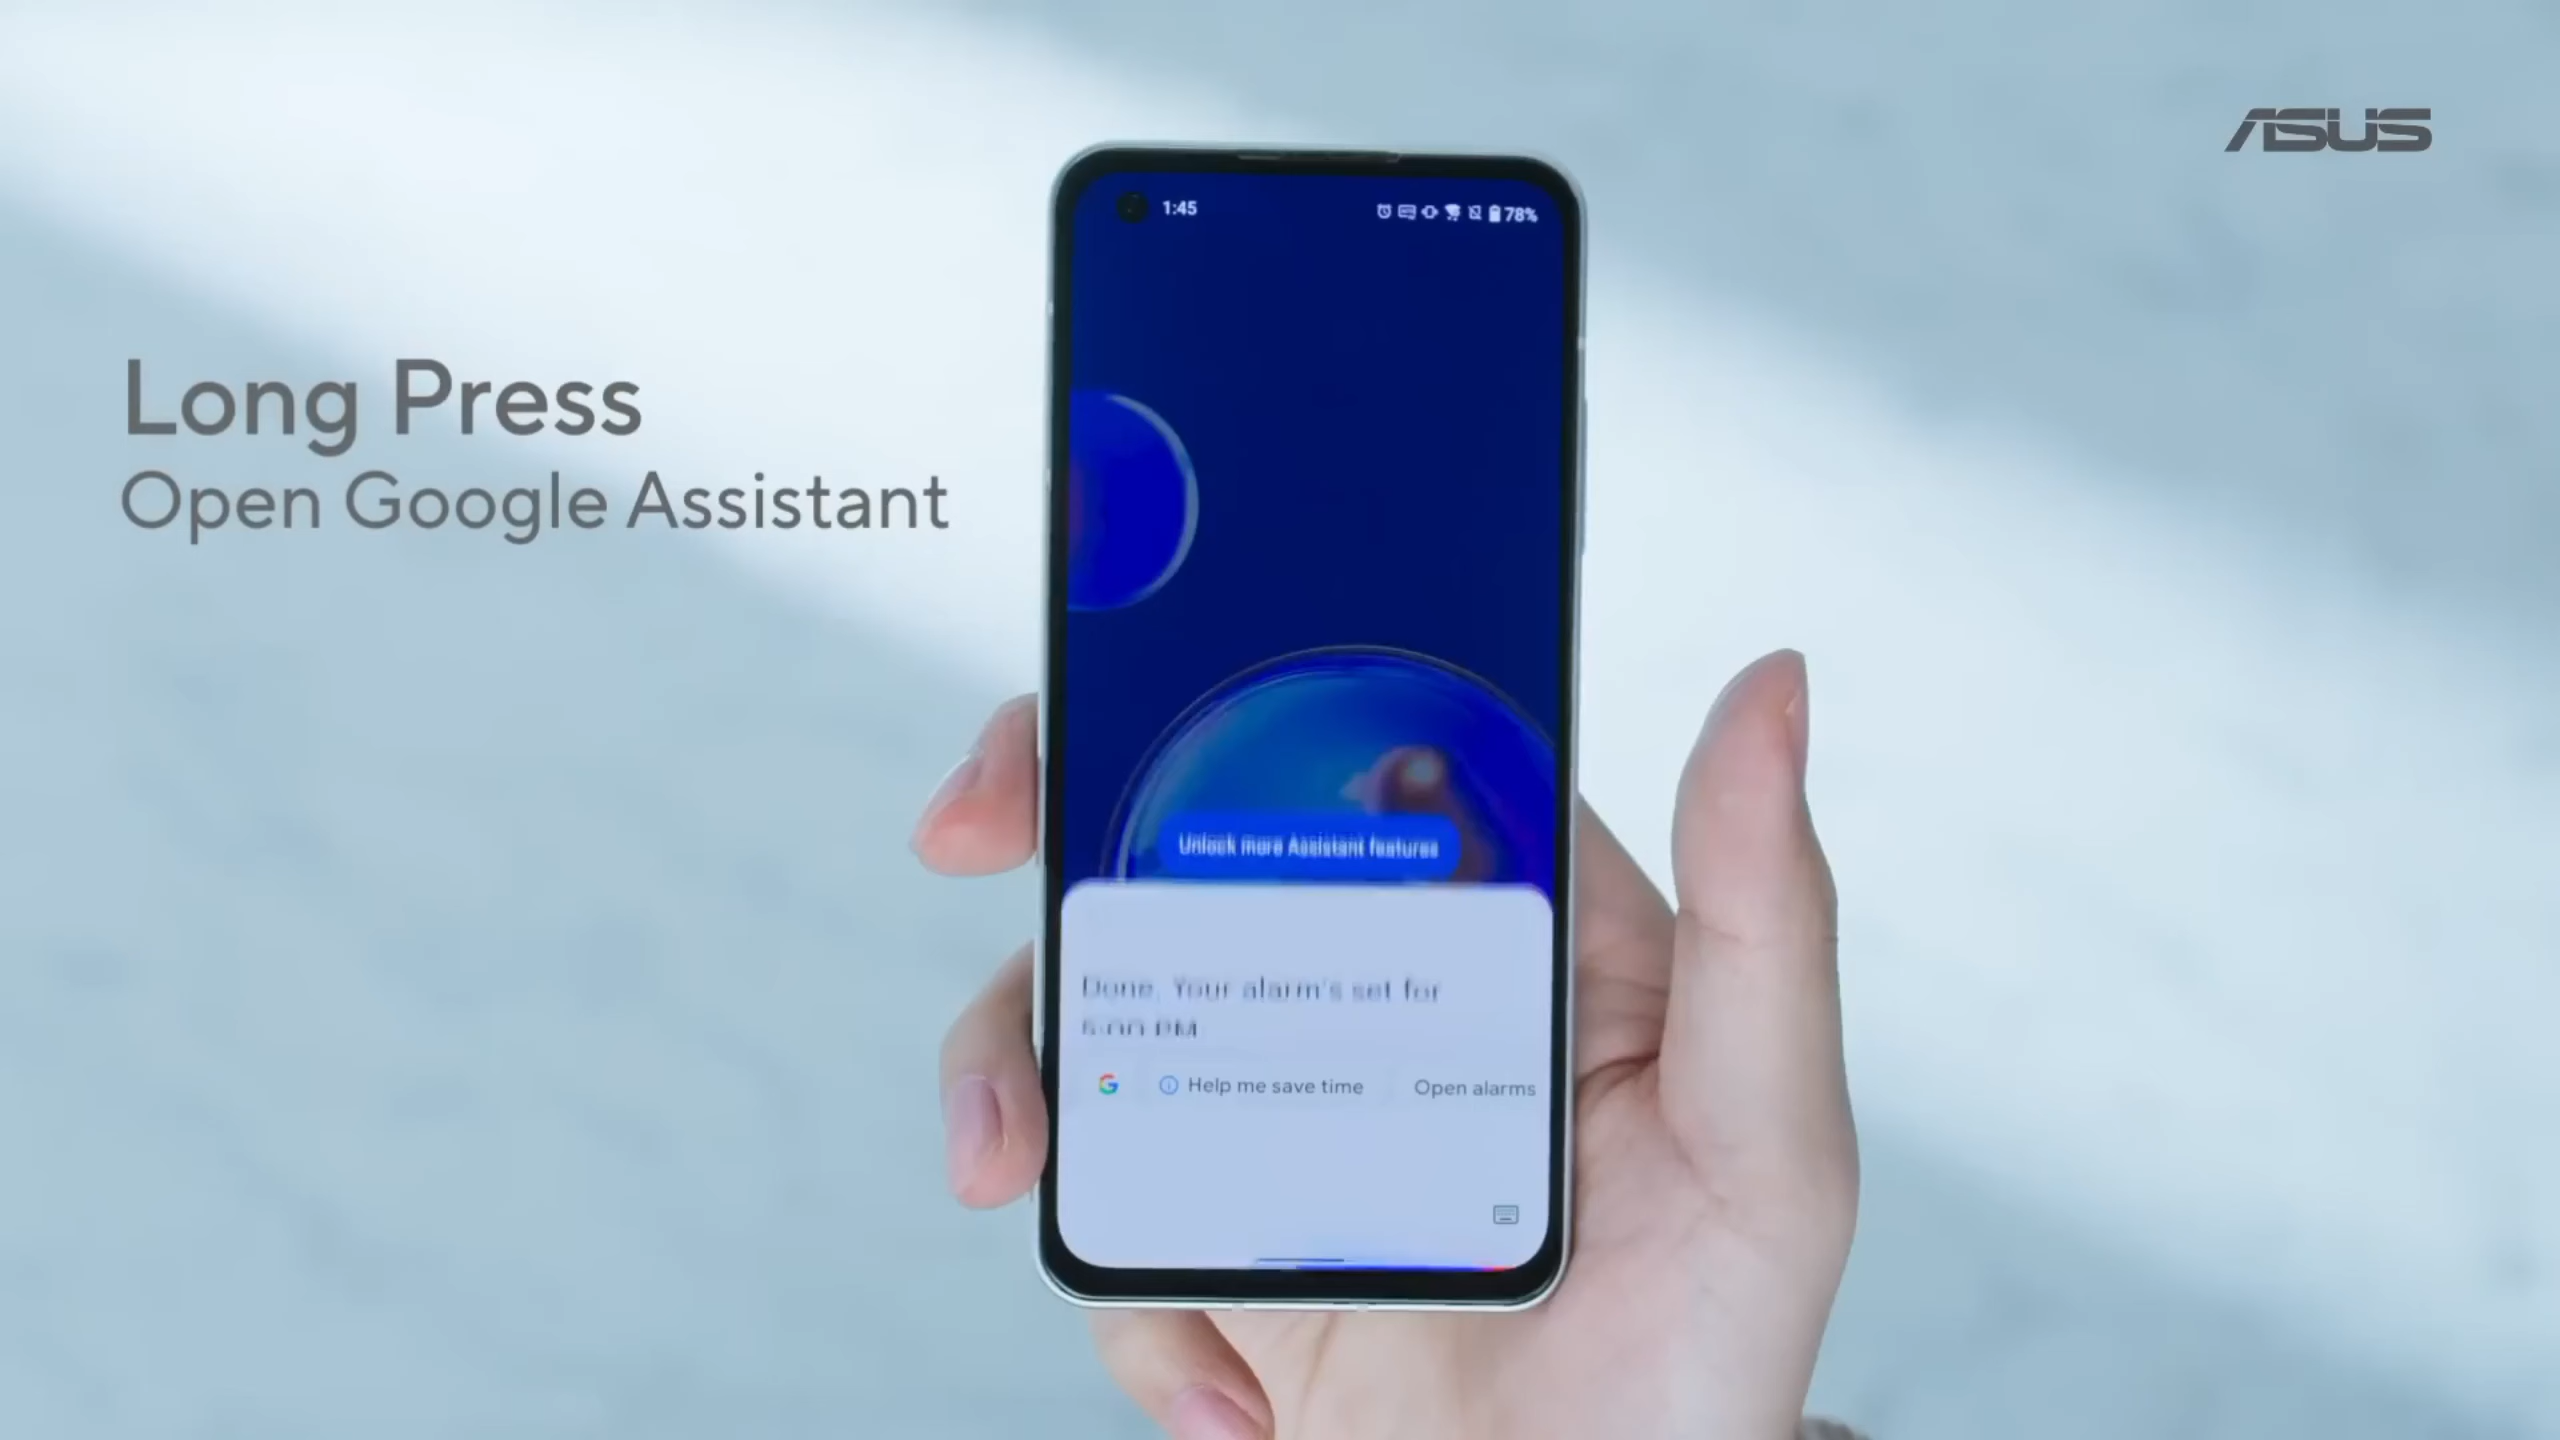 ASUS
Long Press
Open Google Assistant
1:45
78%
Unlock more Assistant features
Done. Your alarm's set for
PM
G
Help me save time
Open alarms